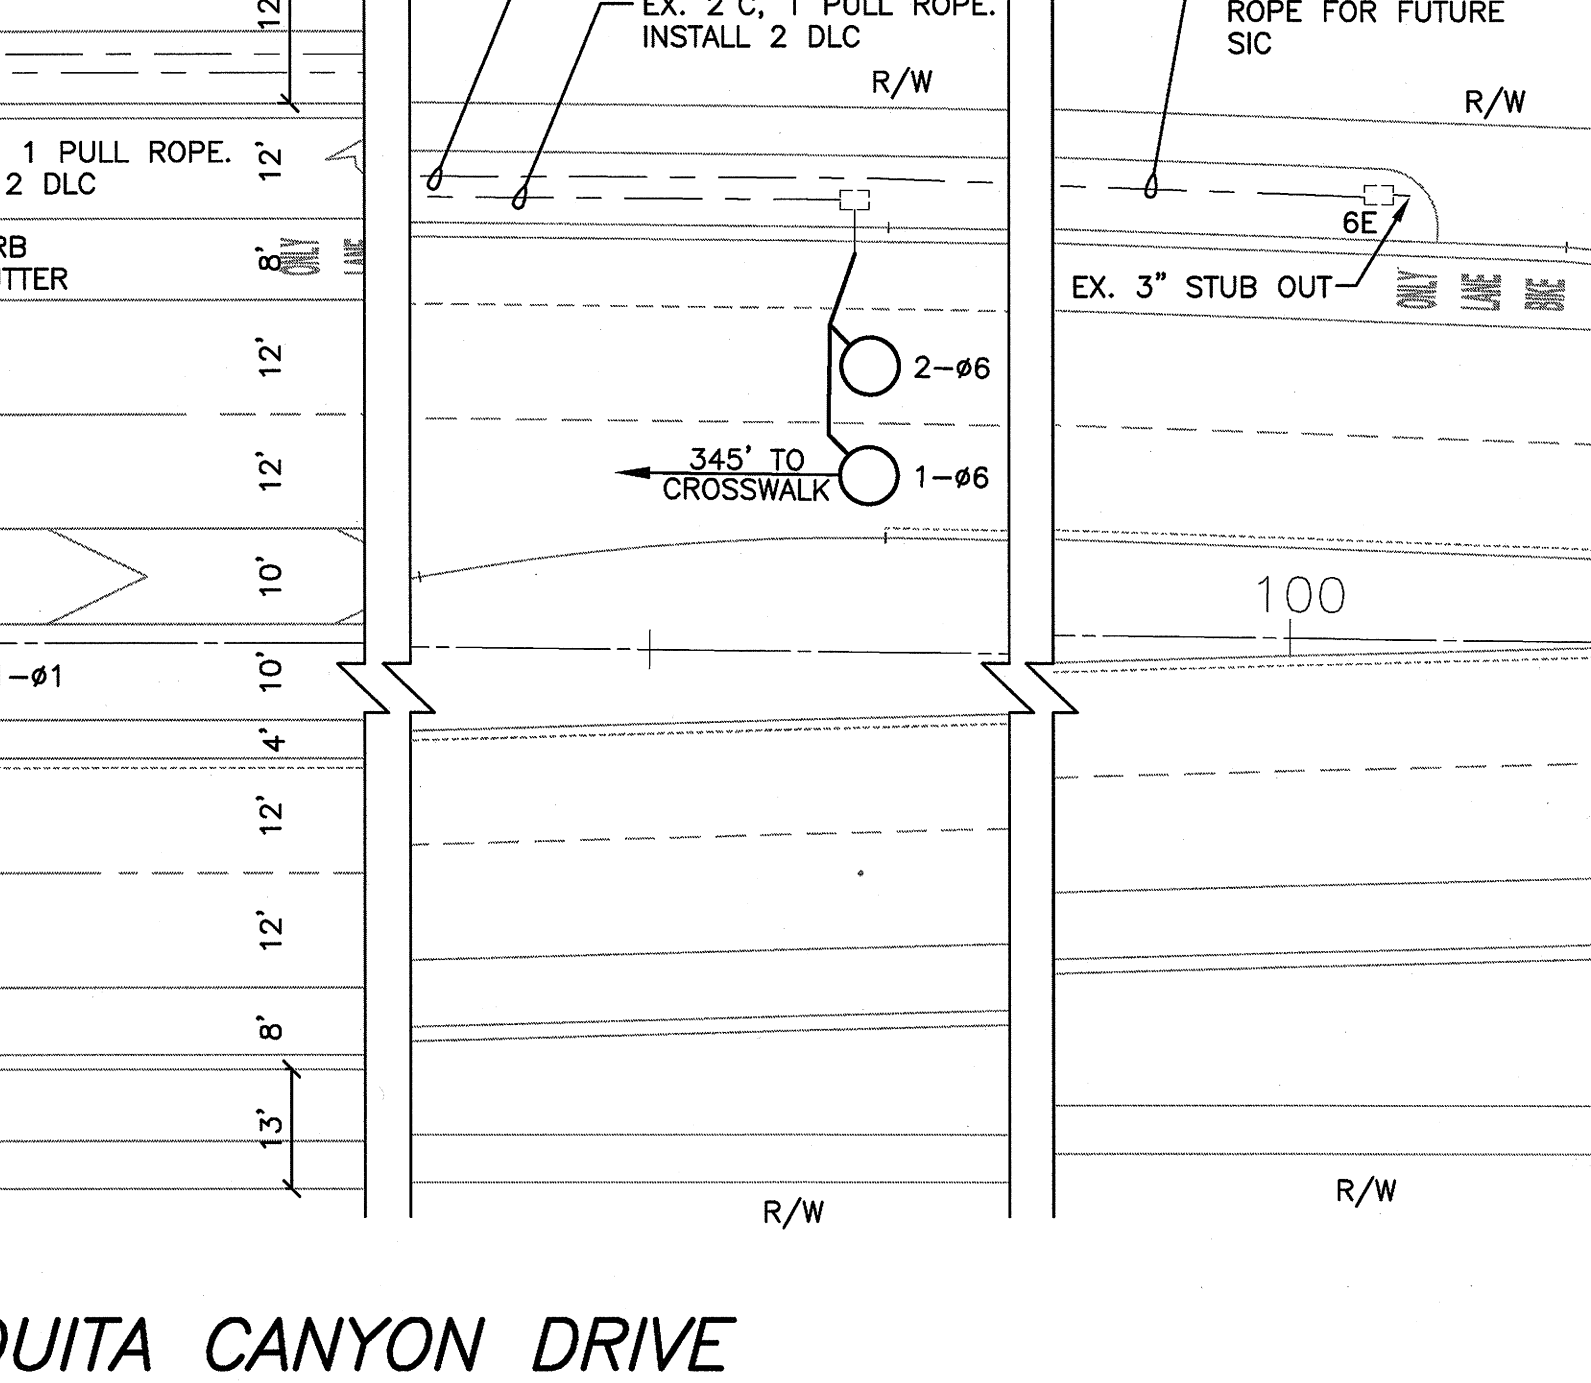 12'
EX. 2"C, 1 PULL ROPE.
INSTALL 2 DLC
ROPE FOR FUTURE
SIC
R/W
R/W
1 PULL ROPE.
2 DLC
12'
RB
UTTER
8'
ONLY
LANE
6E
EX. 3" STUB OUT
ONLY
LANE
BIKE
12'
2-ø6
12'
345' TO
CROSSWALK
1-ø6
10'
100
-ø1
10'
4'
12'
12'
8'
13'
R/W
R/W
QUITA CANYON DRIVE